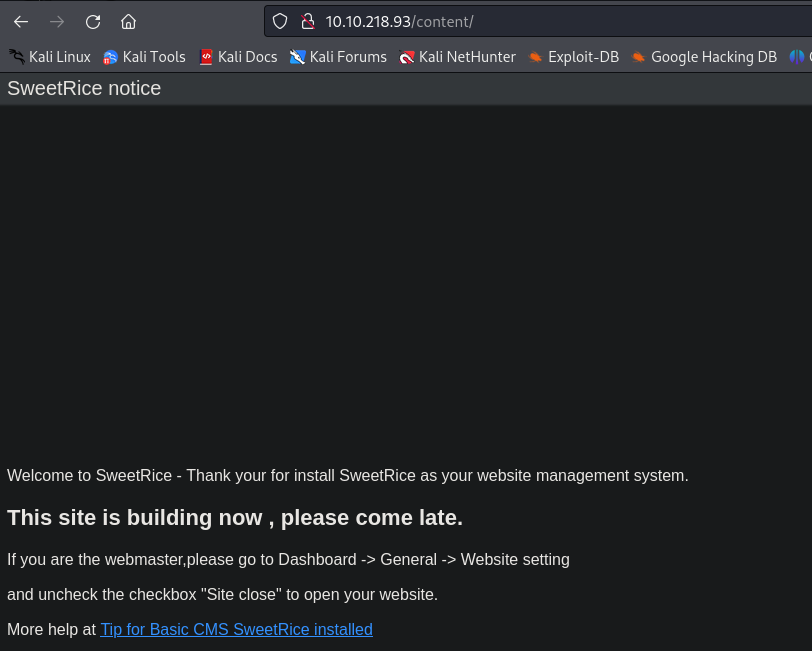 10.10.218.93/content/
Kali Linux Kali Tools Kali Docs Kali Forums Kali NetHunter Exploit-DB Google Hacking DB
SweetRice notice
Welcome to SweetRice - Thank your for install SweetRice as your website management system.
This site is building now , please come late.
If you are the webmaster,please go to Dashboard -> General -> Website setting
and uncheck the checkbox "Site close" to open your website.
More help at Tip for Basic CMS SweetRice installed